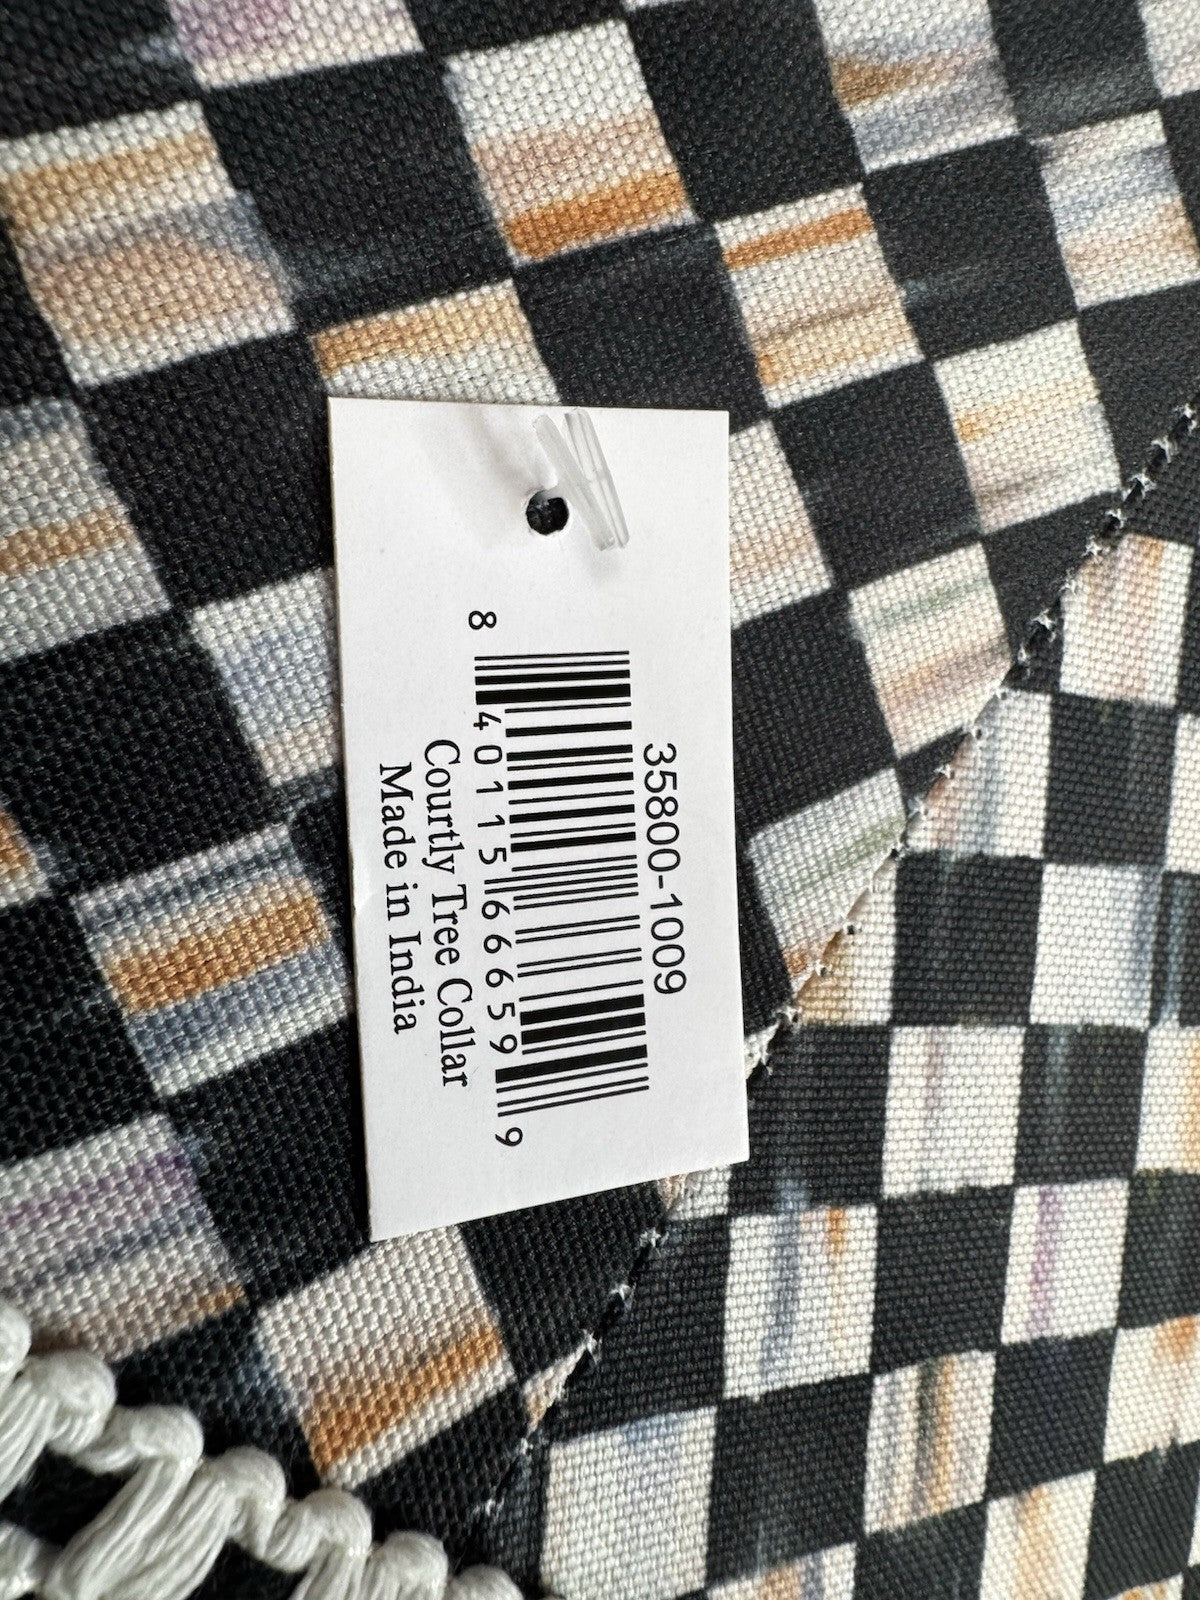 35800-1009
8 40115 66659 9
Courtly Tree Collar
Made in India